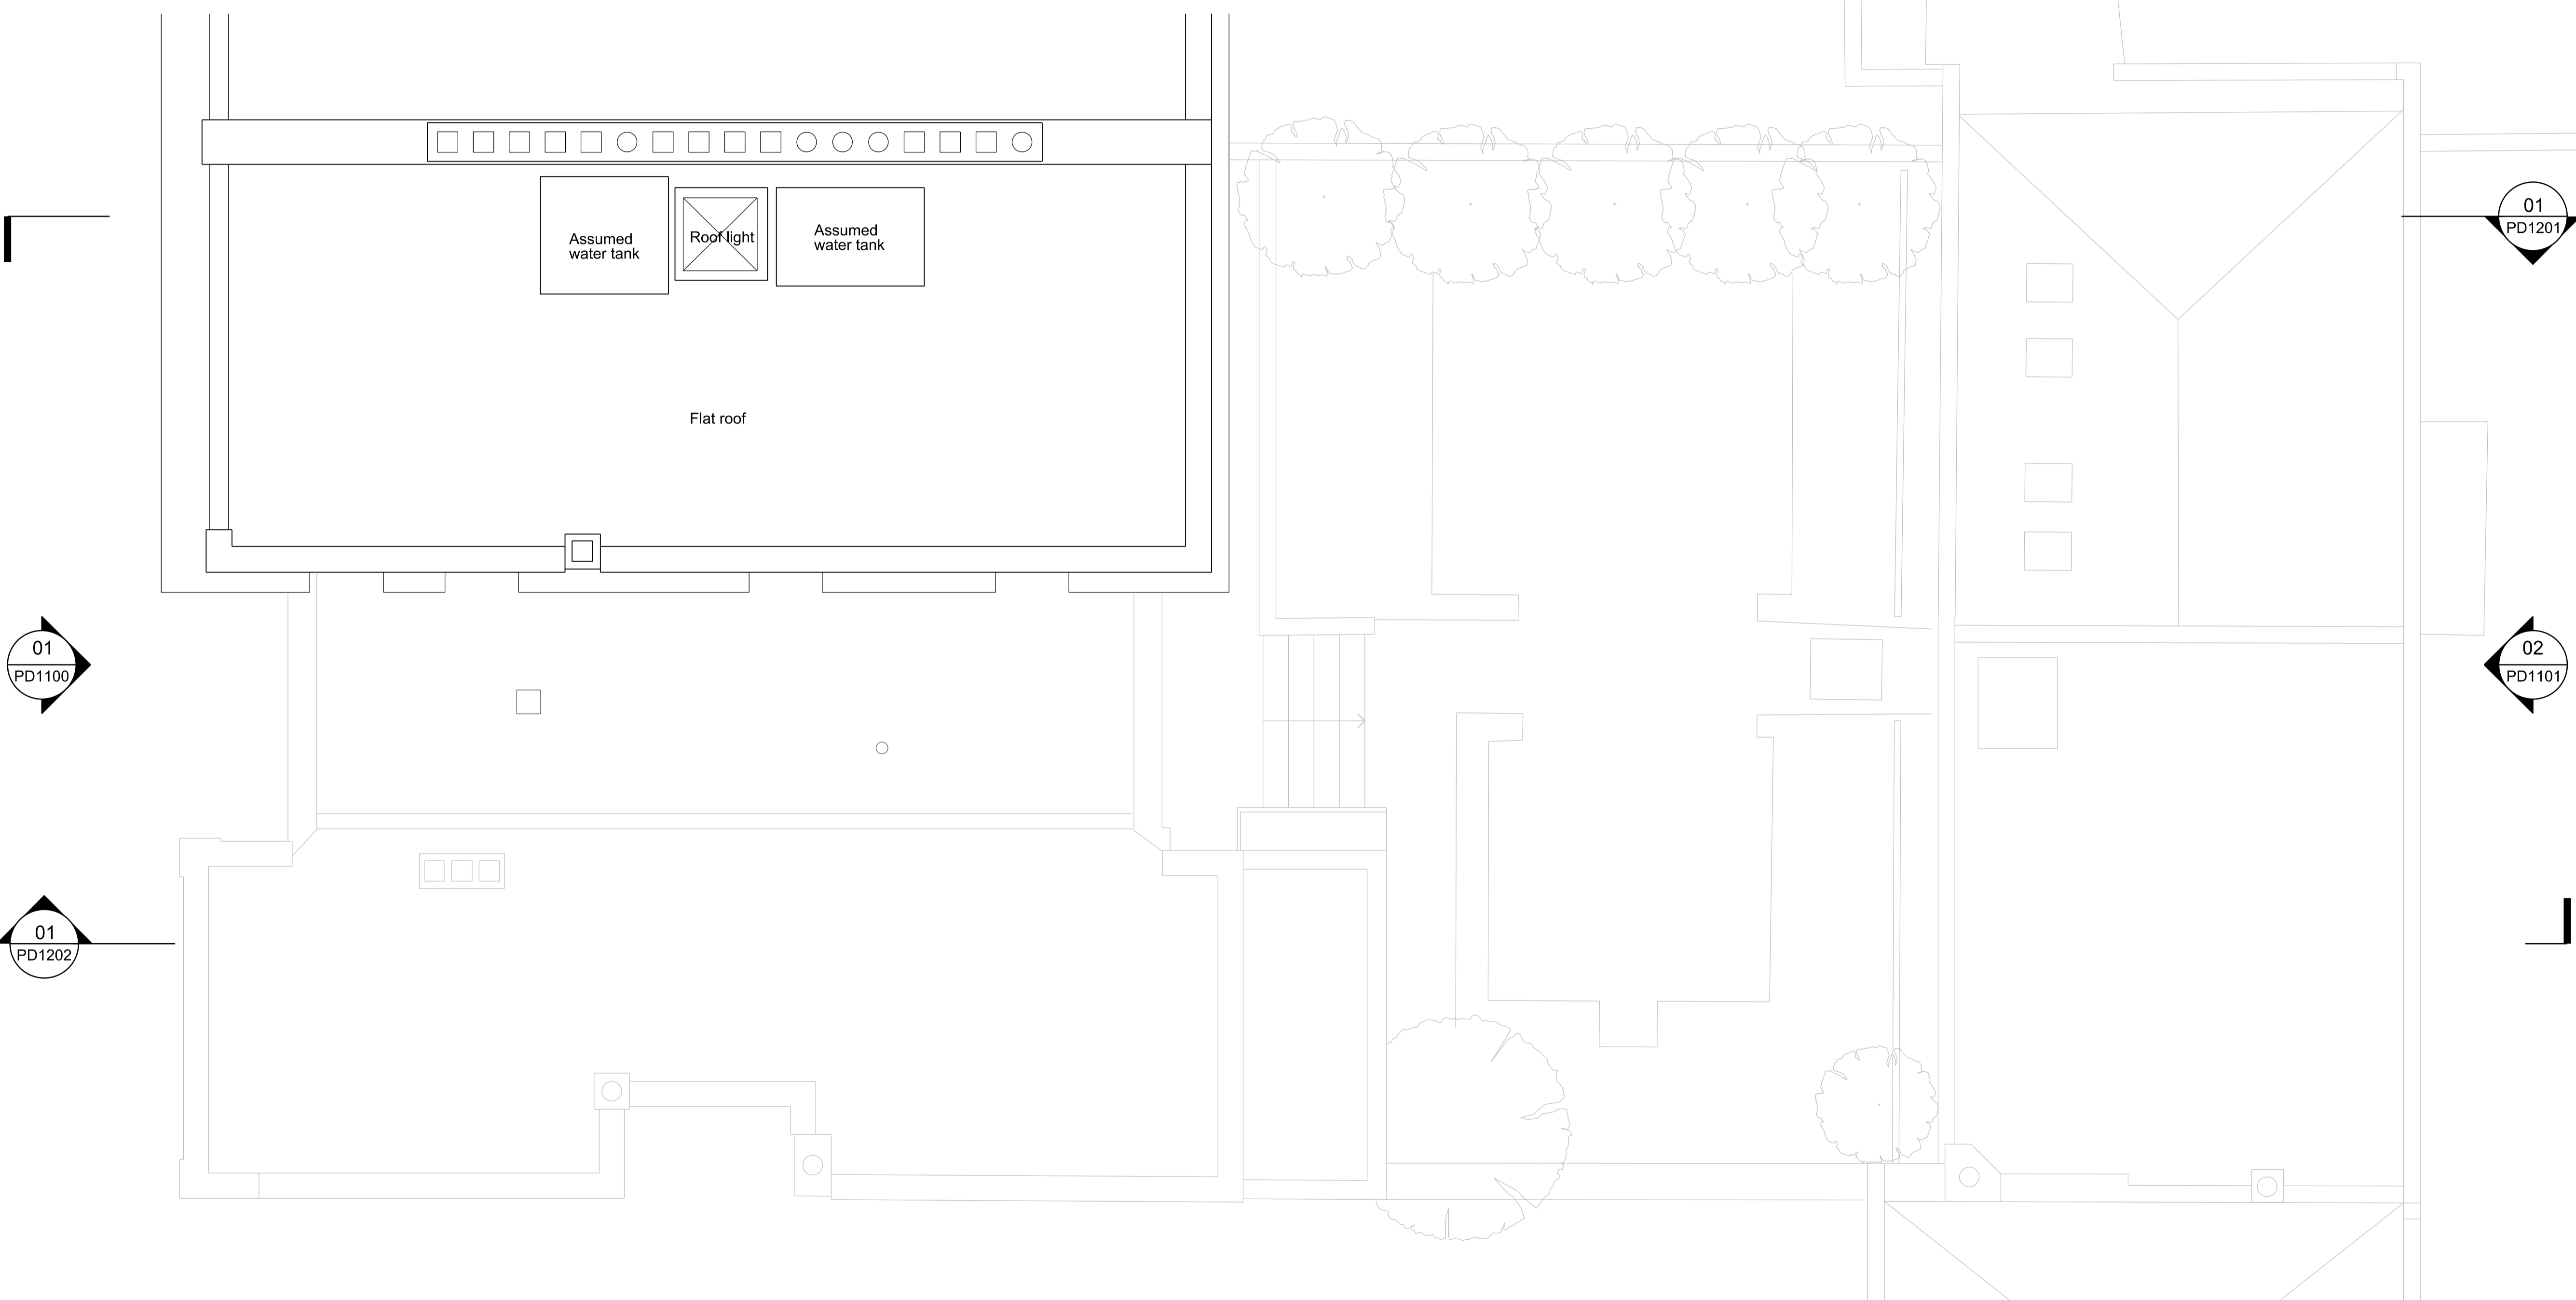 01
PD1201
Assumed
water tank
Roof light
Assumed
water tank
Flat roof
01
PD1100
02
PD1101
01
PD1202